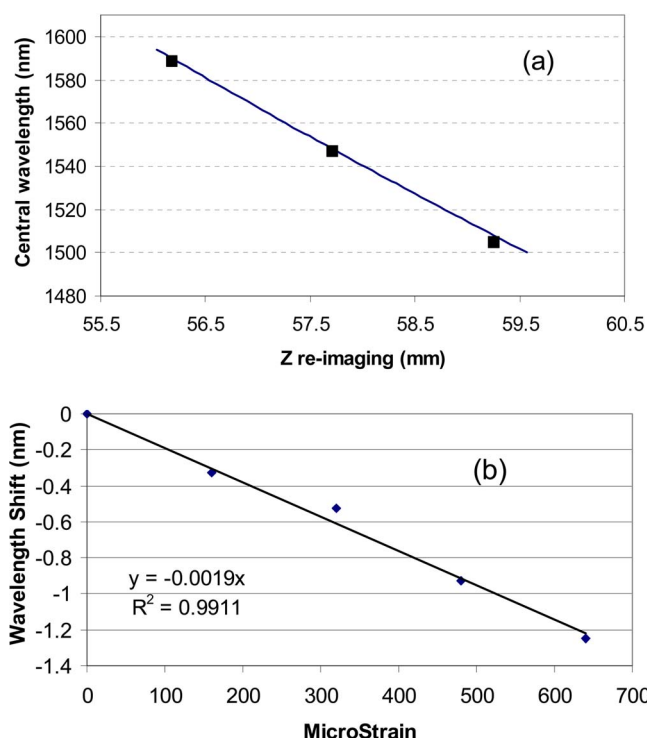 1600
1580
1560
1540
1520
1500
1480
Central wavelength (nm)
(a)
55.5 56.5 57.5 58.5 59.5 60.5
Z re-imaging (mm)
0
-0.2
-0.4
-0.6
-0.8
-1
-1.2
-1.4
Wavelength Shift (nm)
(b)
y = -0.0019x
R² = 0.9911
0 100 200 300 400 500 600 700
MicroStrain